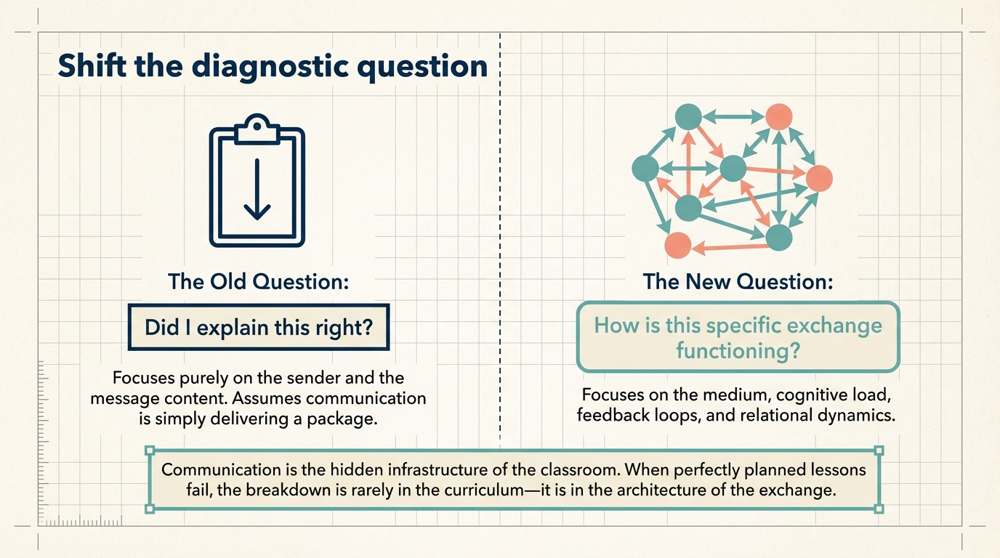 Shift the diagnostic question
The Old Question:
Did I explain this right?
Focuses purely on the sender and the
message content. Assumes communication
is simply delivering a package.
The New Question:
How is this specific exchange
functioning?
Focuses on the medium, cognitive load,
feedback loops, and relational dynamics.
Communication is the hidden infrastructure of the classroom. When perfectly planned lessons
fail, the breakdown is rarely in the curriculum—it is in the architecture of the exchange.